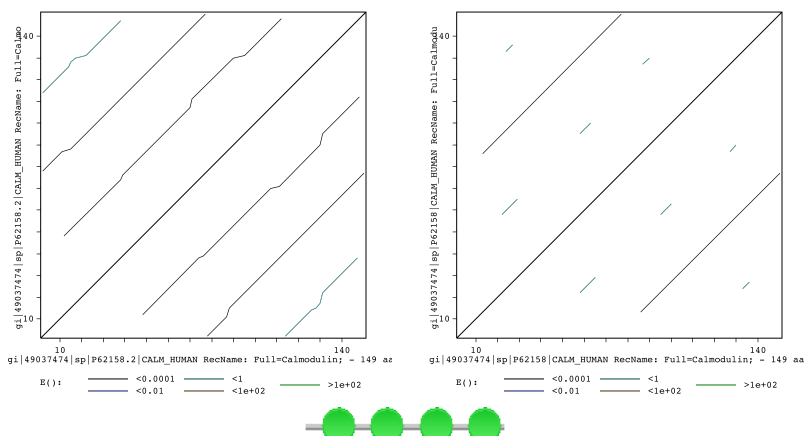 40
40
gi|49037474|sp|P62158.2|CALM_HUMAN RecName: Full=Calmo
gi|49037474|sp|P62158|CALM_HUMAN RecName: Full=Calmodu
10
10
10 140
10 140
gi|49037474|sp|P62158.2|CALM_HUMAN RecName: Full=Calmodulin; - 149 aa
gi|49037474|sp|P62158|CALM_HUMAN RecName: Full=Calmodulin; - 149 aa
E(): <0.0001 <1 >1e+02
<0.01 <1e+02
E(): <0.0001 <1 >1e+02
<0.01 <1e+02